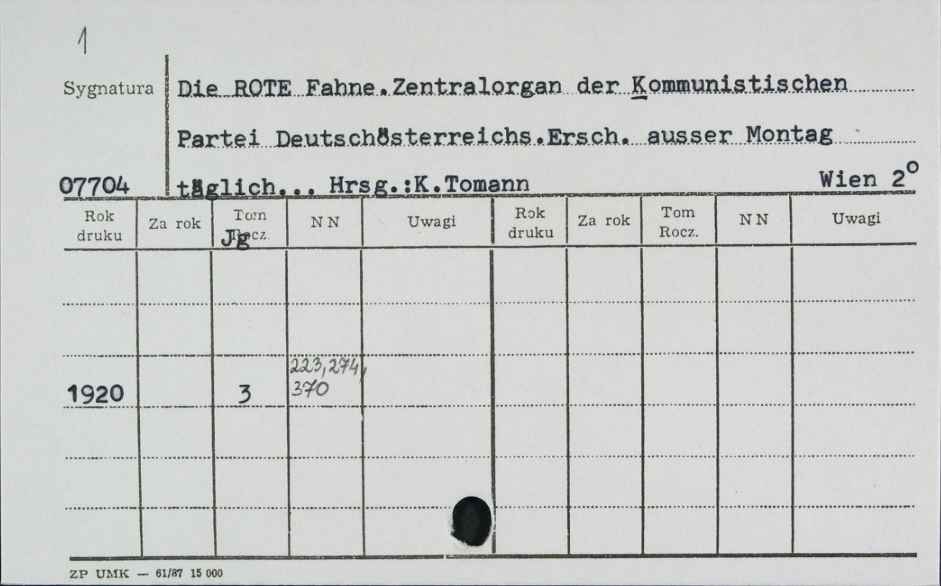 1
Sygnatura Die ROTE Fahne.Zentralorgan der Kommunistischen
Partei Deutschösterreichs.Ersch. ausser Montag
07704 täglich... Hrsg.:K.Tomann Wien 2°
Rok druku Za rok Tom Rocz. Jg N N Uwagi Rok druku Za rok Tom Rocz. N N Uwagi
223,274,
1920 3 370
ZP UMK — 61/87 15 000